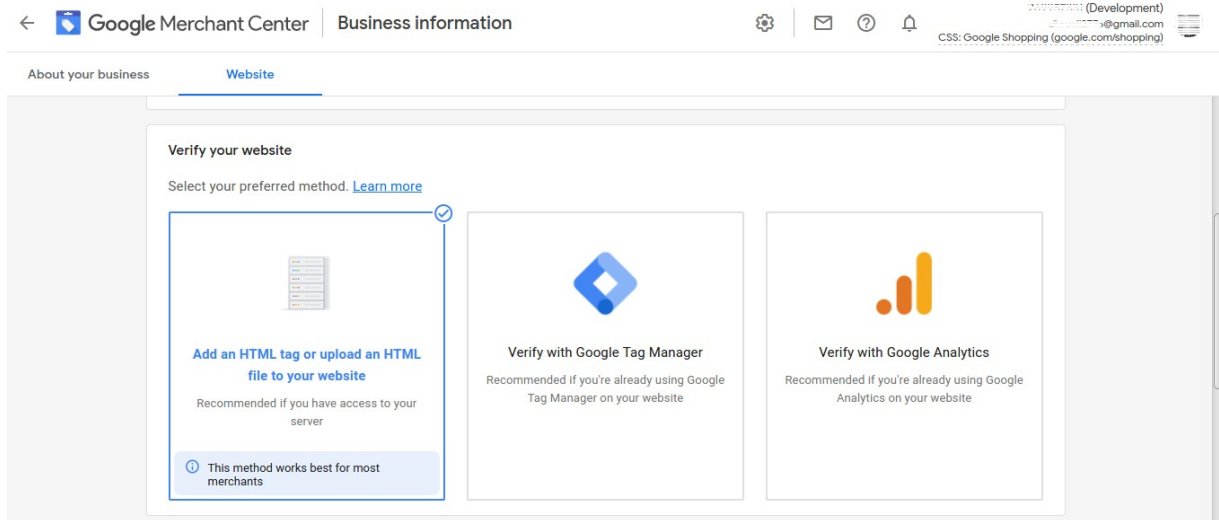 Google Merchant Center
Business information
(Development)
@gmail.com
CSS: Google Shopping (google.com/shopping)
About your business
Website
Verify your website
Select your preferred method. Learn more
Add an HTML tag or upload an HTML
file to your website
Recommended if you have access to your
server
This method works best for most
merchants
Verify with Google Tag Manager
Recommended if you're already using Google
Tag Manager on your website
Verify with Google Analytics
Recommended if you're already using Google
Analytics on your website